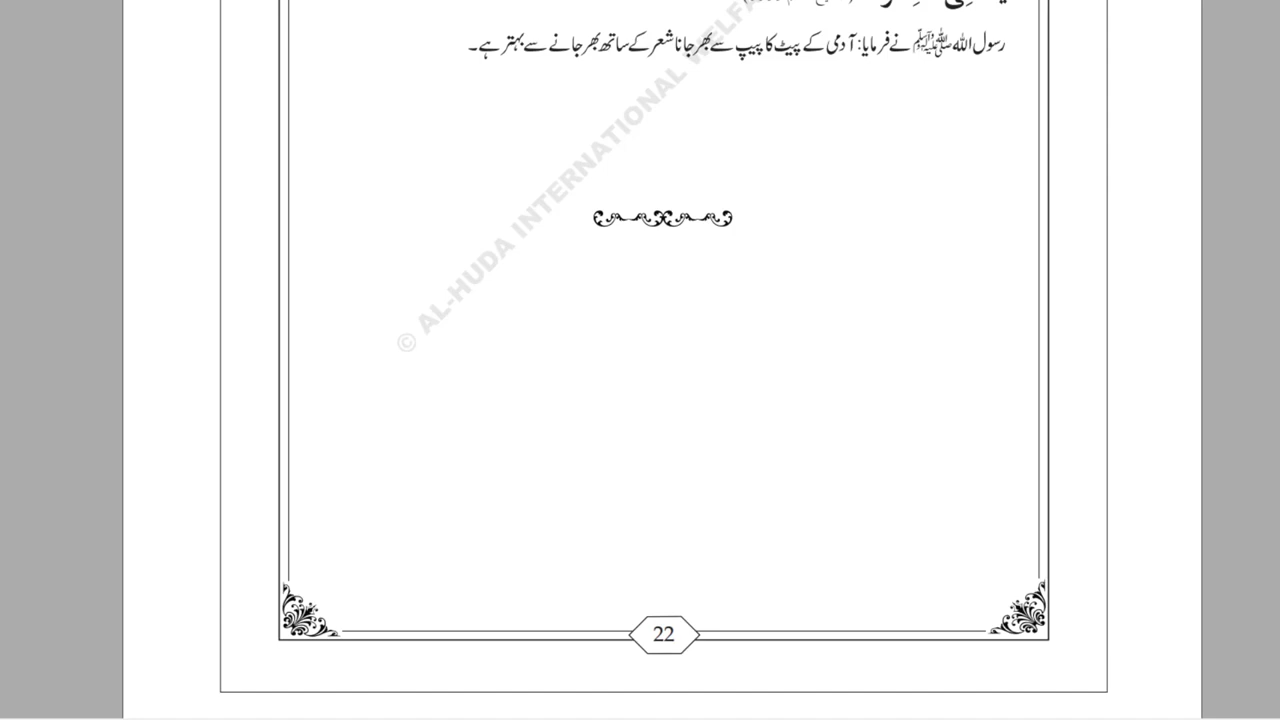 رسول اللہ ﷺ نے فرمایا: آدمی کے پیٹ کا پیپ سے بھر جانا شعر کے ساتھ بھر جانے سے بہتر ہے۔
© AL-HUDA INTERNATIONAL
22